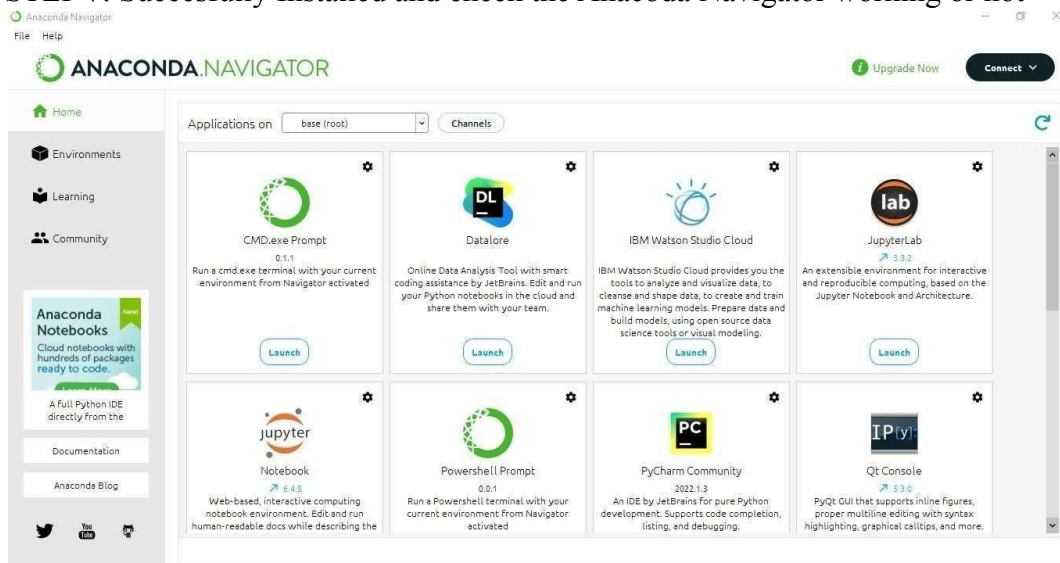 STEP 7: Succesfully installed and check the Anacoda Navigator working or not
Anaconda Navigator
File Help
ANACONDA.NAVIGATOR
Upgrade Now
Connect
Home
Environments
Learning
Community
Anaconda
Notebooks
New!
Cloud notebooks with
hundreds of packages
ready to code.
Learn More
A full Python IDE
directly from the
Documentation
Anaconda Blog
You
Tube
Applications on base (root) Channels
CMD.exe Prompt
0.1.1
Run a cmd.exe terminal with your current
environment from Navigator activated
Launch
DL
Datalore
Online Data Analysis Tool with smart
coding assistance by JetBrains. Edit and run
your Python notebooks in the cloud and
share them with your team.
Launch
IBM Watson Studio Cloud
IBM Watson Studio Cloud provides you the
tools to analyze and visualize data, to
cleanse and shape data, to create and train
machine learning models. Prepare data and
build models, using open source data
science tools or visual modeling.
Launch
lab
JupyterLab
3.3.2
An extensible environment for interactive
and reproducible computing, based on the
Jupyter Notebook and Architecture.
Launch
jupyter
Notebook
6.4.8
Web-based, interactive computing
notebook environment. Edit and run
human-readable docs while describing the
Powershell Prompt
0.0.1
Run a Powershell terminal with your
current environment from Navigator
activated
PC
PyCharm Community
2022.1.3
An IDE by JetBrains for pure Python
development. Supports code completion,
listing, and debugging.
IP[y]:
Qt Console
5.3.0
PyQt GUI that supports inline figures,
proper multiline editing with syntax
highlighting, graphical calltips, and more.